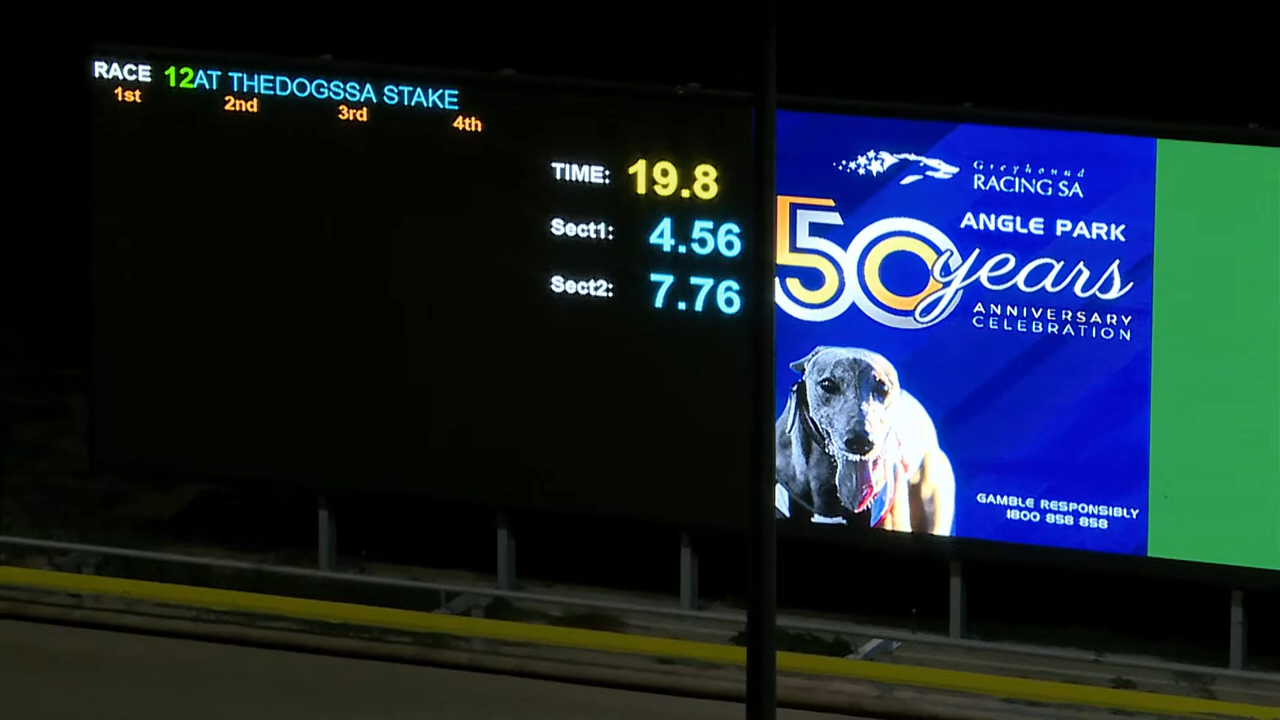 RACE 12AT THEDOGSSA STAKE
1st 2nd 3rd 4th
TIME: 19.8
Sect1: 4.56
Sect2: 7.76
Greyhound
RACING SA
ANGLE PARK
50 years
ANNIVERSARY
CELEBRATION
GAMBLE RESPONSIBLY
1800 858 858